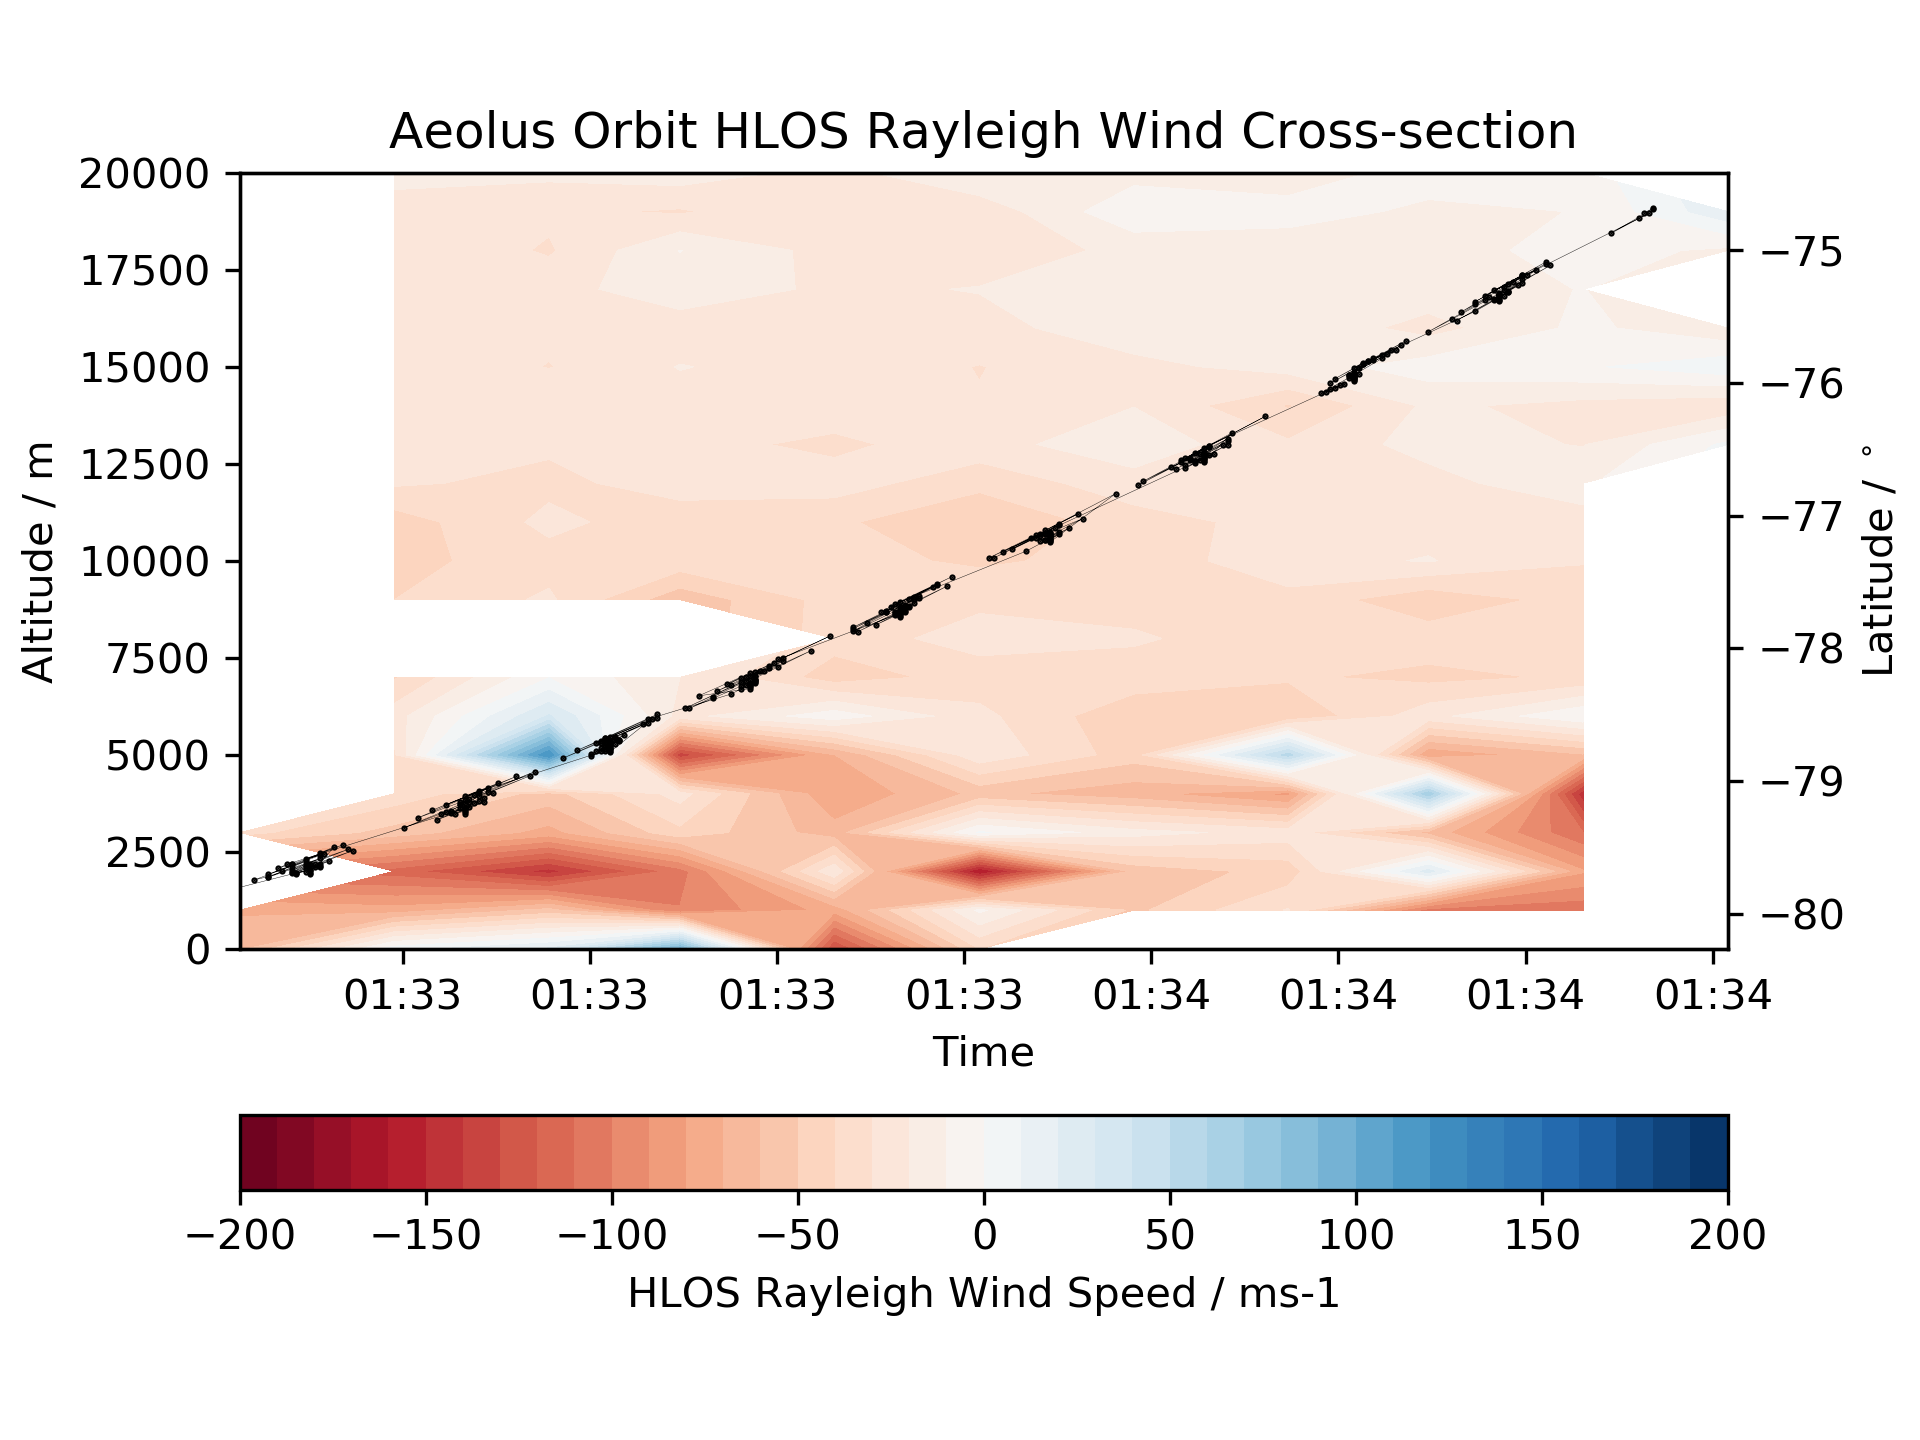 Aeolus Orbit HLOS Rayleigh Wind Cross-section
20000
17500
15000
12500
10000
7500
5000
2500
0
Altitude / m
−75
−76
−77
−78
−79
−80
Latitude / °
01:33 01:33 01:33 01:33 01:34 01:34 01:34 01:34
Time
−200 −150 −100 −50 0 50 100 150 200
HLOS Rayleigh Wind Speed / ms-1